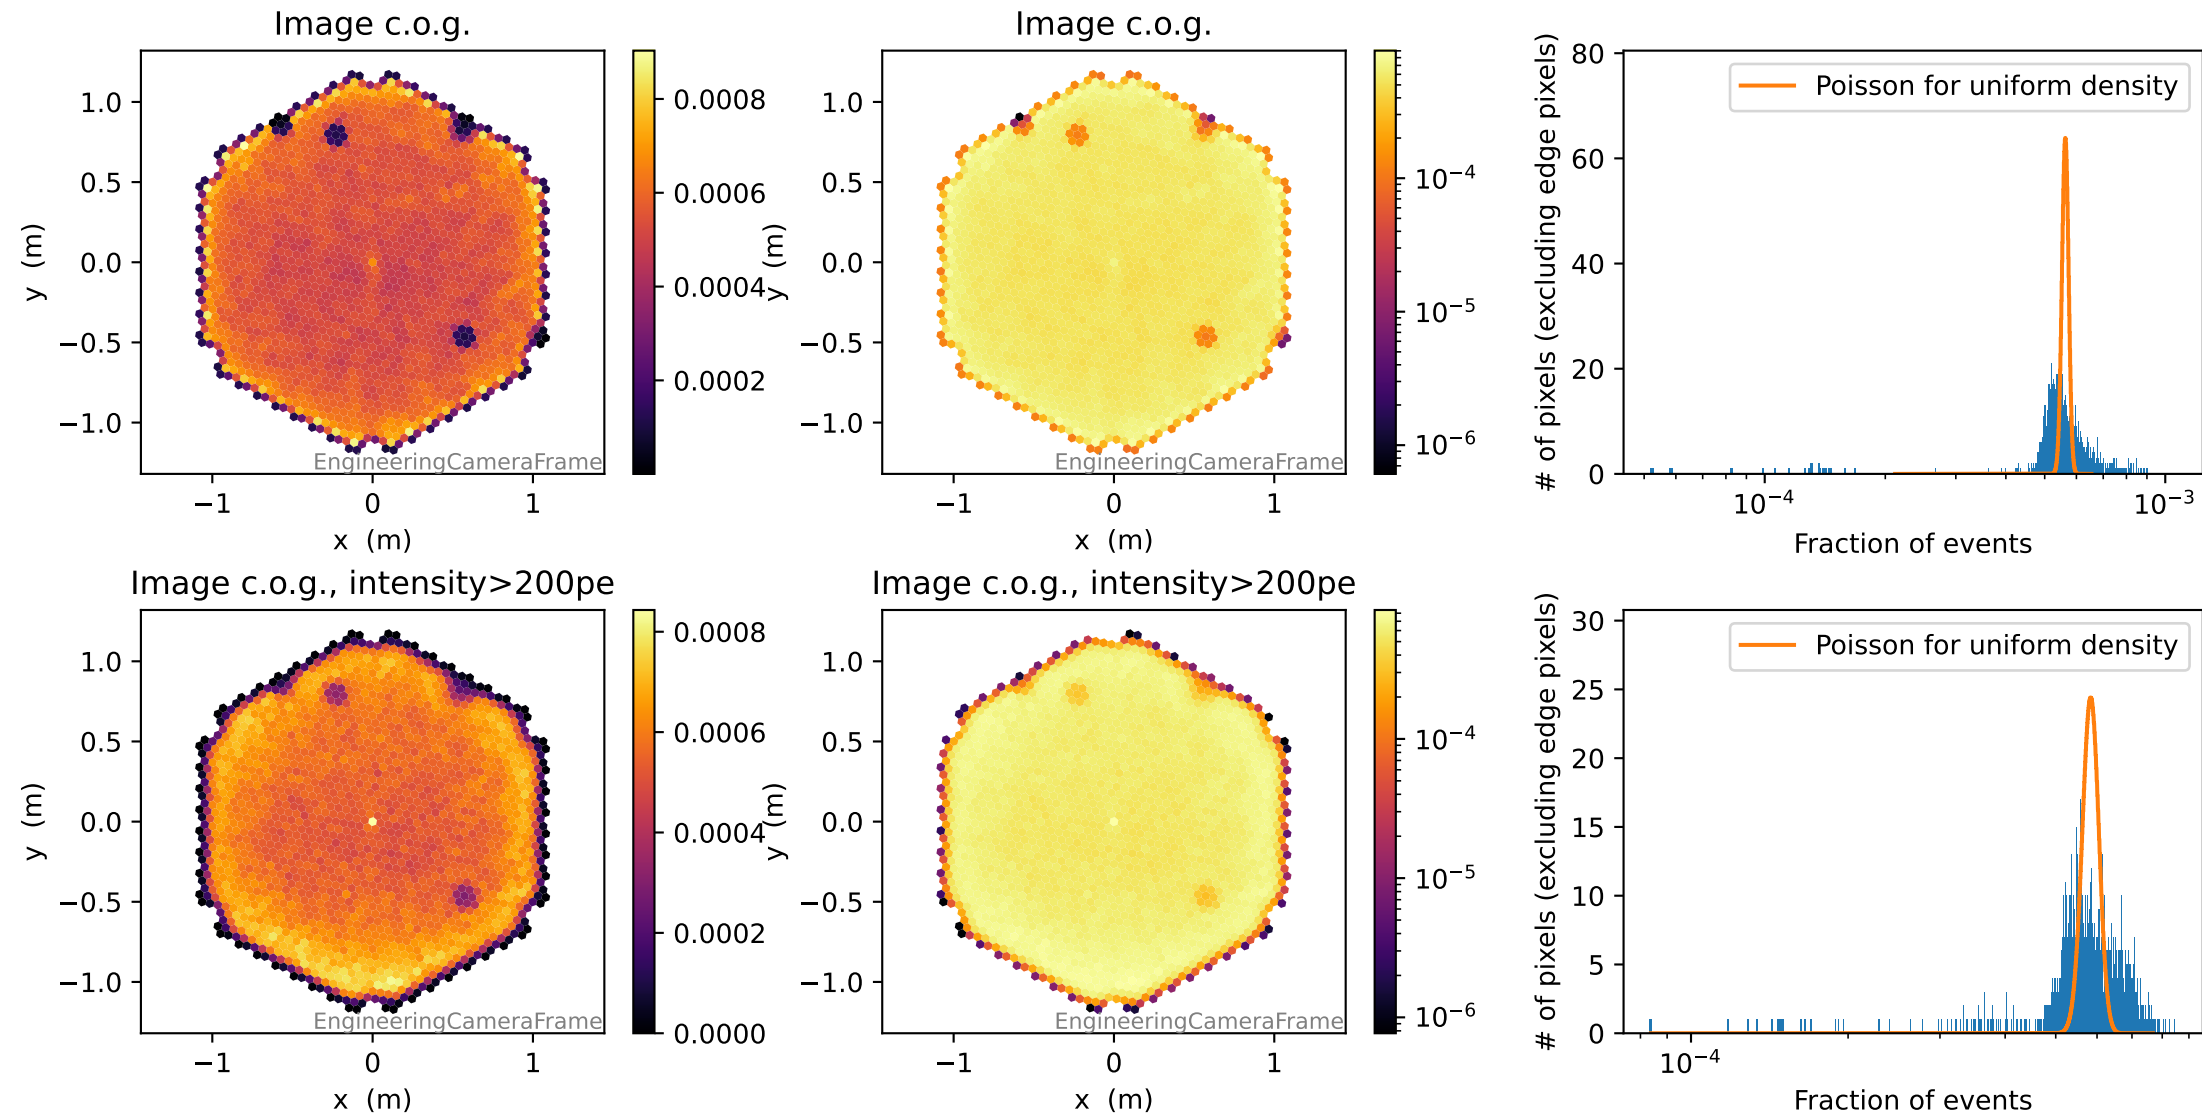 Image c.o.g.
1.0
0.5
0.0
−0.5
−1.0
y (m)
−1
0
1
x (m)
EngineeringCameraFrame
0.0008
0.0006
0.0004
0.0002
Image c.o.g.
1.0
0.5
0.0
−0.5
−1.0
y (m)
−1
0
1
x (m)
EngineeringCameraFrame
10⁻⁴
10⁻⁵
10⁻⁶
# of pixels (excluding edge pixels)
80
60
40
20
0
Poisson for uniform density
10⁻⁴
10⁻³
Fraction of events
Image c.o.g., intensity>200pe
1.0
0.5
0.0
−0.5
−1.0
y (m)
−1
0
1
x (m)
EngineeringCameraFrame
0.0008
0.0006
0.0004
0.0002
0.0000
Image c.o.g., intensity>200pe
1.0
0.5
0.0
−0.5
−1.0
y (m)
−1
0
1
x (m)
EngineeringCameraFrame
10⁻⁴
10⁻⁵
10⁻⁶
# of pixels (excluding edge pixels)
30
25
20
15
10
5
0
Poisson for uniform density
10⁻⁴
Fraction of events